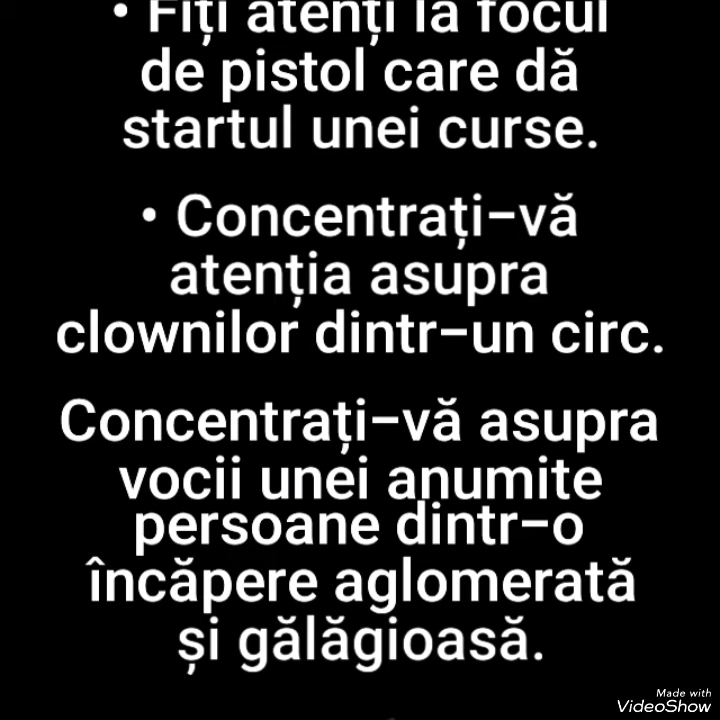 • Fiți atenți la focul
de pistol care dă
startul unei curse.
• Concentrați-vă
atenția asupra
clownilor dintr-un circ.
Concentrați-vă asupra
vocii unei anumite
persoane dintr-o
încăpere aglomerată
și gălăgioasă.
Made with
VideoShow